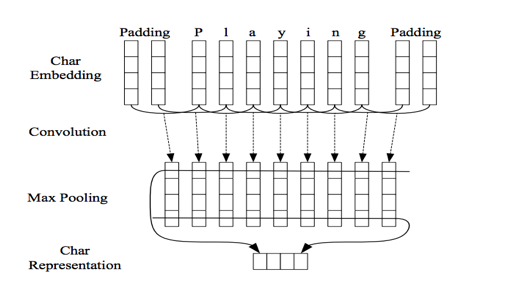 Padding P l a y i n g Padding
Char
Embedding
Convolution
Max Pooling
Char
Representation